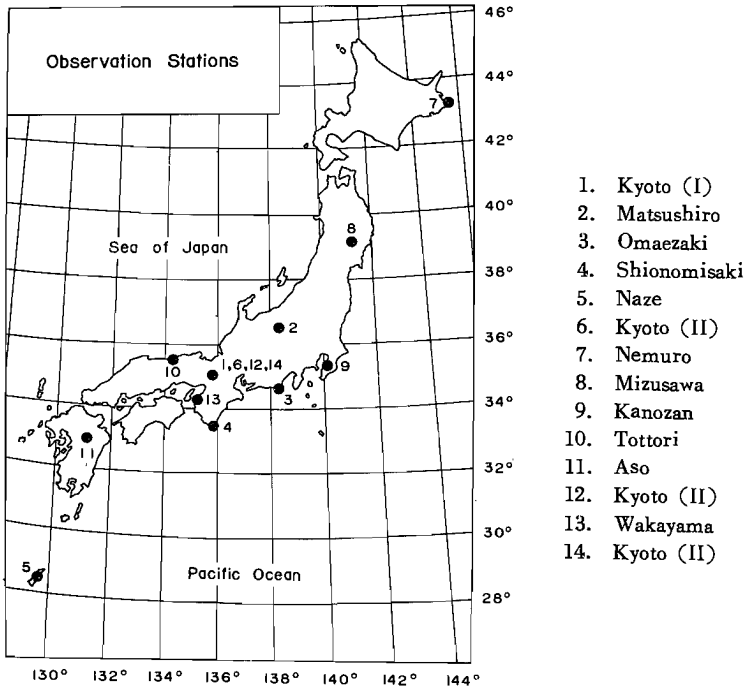 Observation Stations
46°
44°
7
42°
40°
8
Sea of Japan
38°
2
36°
10
1,6,12,14
9
13
3
34°
4
11
32°
30°
5
Pacific Ocean
28°
130° 132° 134° 136° 138° 140° 142° 144°
1. Kyoto (I)
2. Matsushiro
3. Omaezaki
4. Shionomisaki
5. Naze
6. Kyoto (II)
7. Nemuro
8. Mizusawa
9. Kanozan
10. Tottori
11. Aso
12. Kyoto (II)
13. Wakayama
14. Kyoto (II)